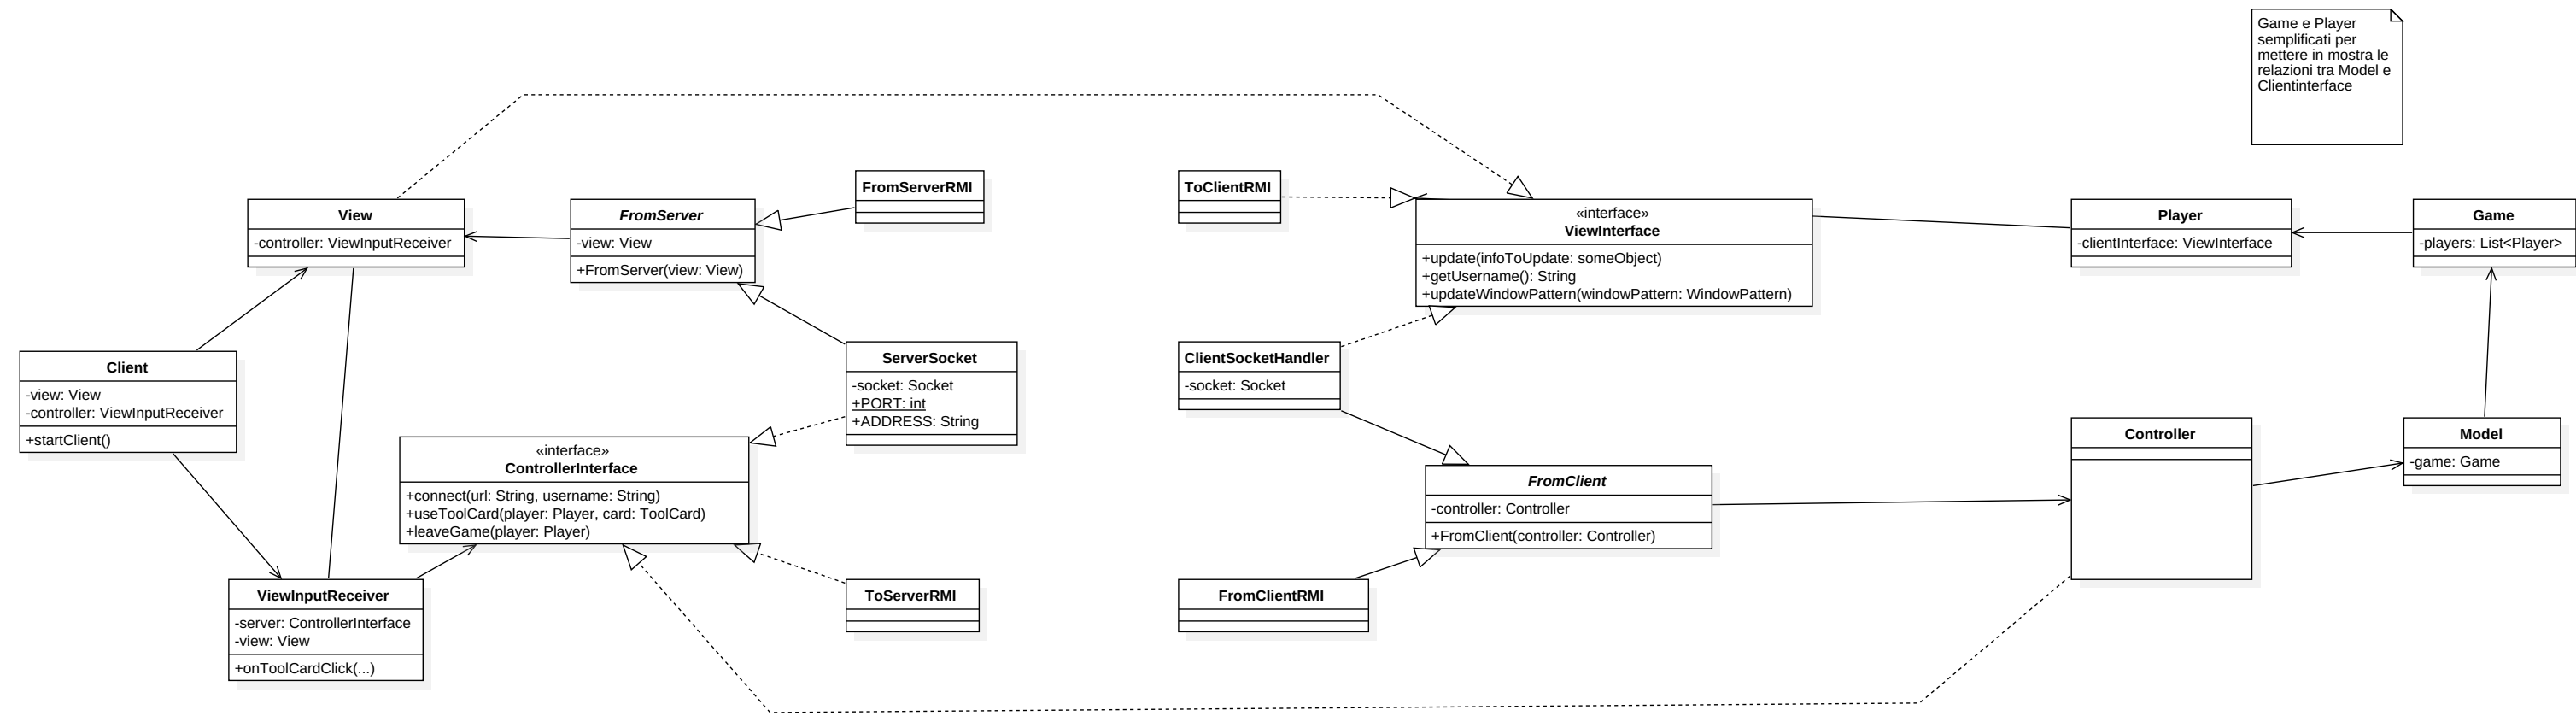 Game e Player
semplificati per
mettere in mostra le
relazioni tra Model e
Clientinterface
FromServerRMI
ToClientRMI
View
-controller: ViewInputReceiver
FromServer
-view: View
+FromServer(view: View)
«interface»
ViewInterface
+update(infoToUpdate: someObject)
+getUsername(): String
+updateWindowPattern(windowPattern: WindowPattern)
Player
-clientInterface: ViewInterface
Game
-players: List<Player>
Client
-view: View
-controller: ViewInputReceiver
+startClient()
ServerSocket
-socket: Socket
+PORT: int
+ADDRESS: String
ClientSocketHandler
-socket: Socket
«interface»
ControllerInterface
+connect(url: String, username: String)
+useToolCard(player: Player, card: ToolCard)
+leaveGame(player: Player)
FromClient
-controller: Controller
+FromClient(controller: Controller)
Controller
Model
-game: Game
ViewInputReceiver
-server: ControllerInterface
-view: View
+onToolCardClick(...)
ToServerRMI
FromClientRMI